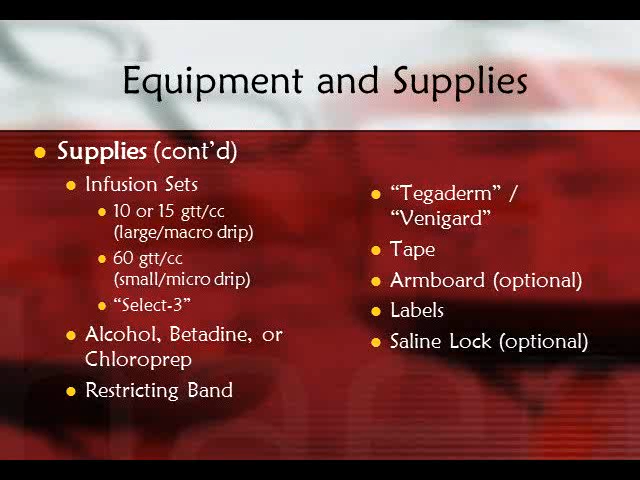 Equipment and Supplies
Supplies (cont’d)
Infusion Sets
10 or 15 gtt/cc
(large/macro drip)
60 gtt/cc
(small/micro drip)
“Select-3”
Alcohol, Betadine, or
Chloroprep
Restricting Band
“Tegaderm” /
“Venigard”
Tape
Armboard (optional)
Labels
Saline Lock (optional)